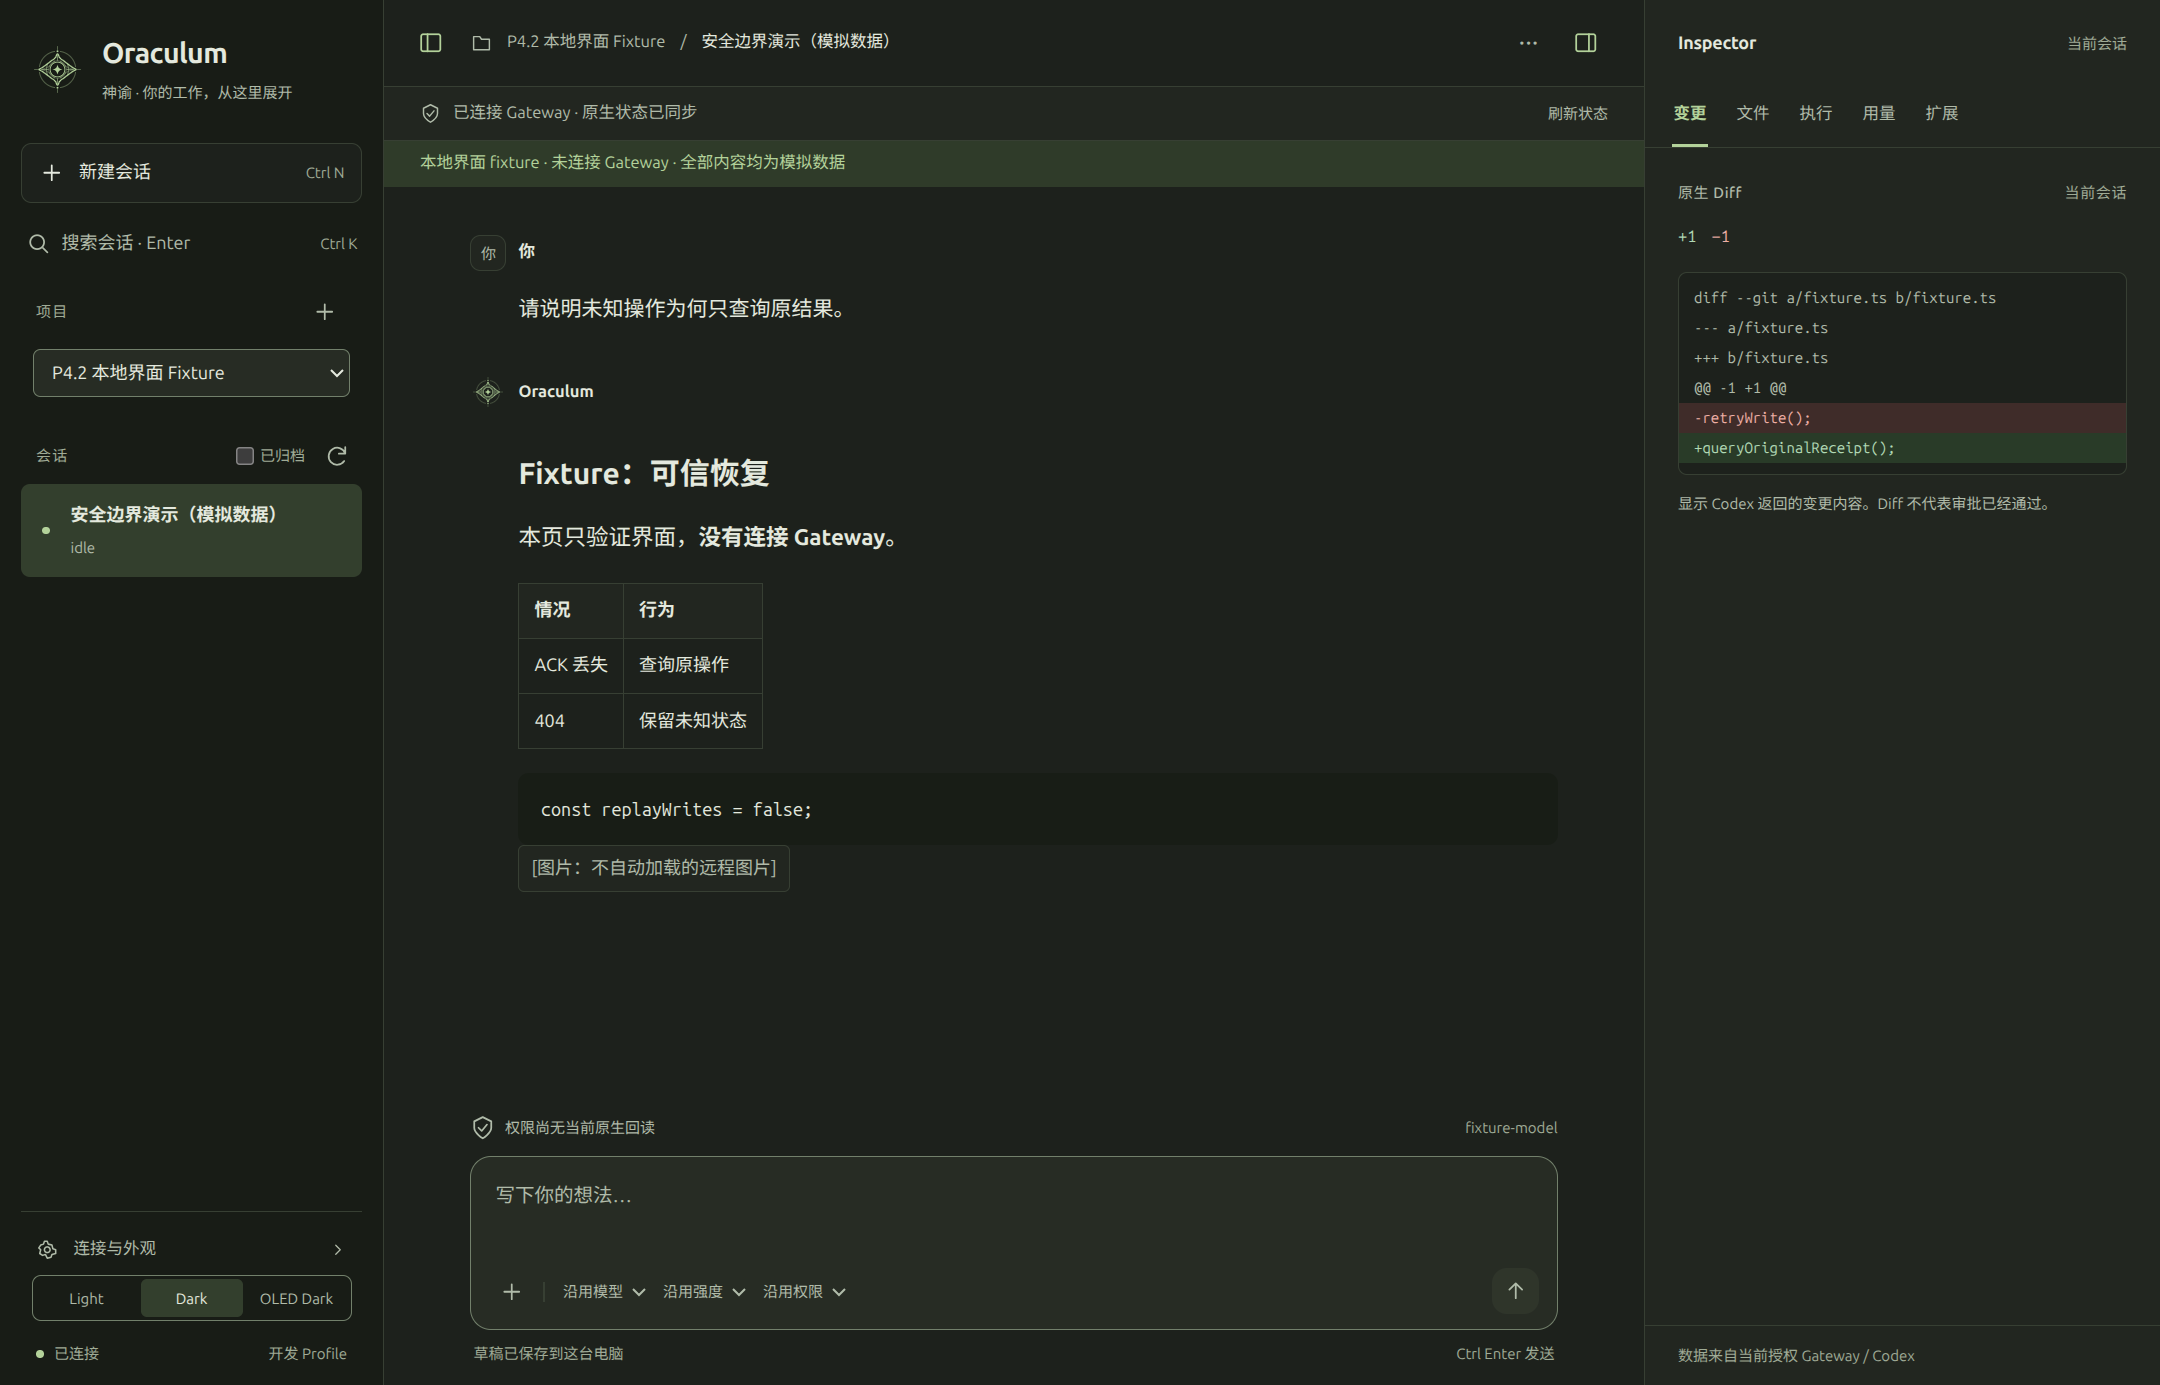 Oraculum
神谕 · 你的工作，从这里展开
新建会话 Ctrl N
搜索会话 · Enter Ctrl K
项目
P4.2 本地界面 Fixture
会话 已归档
安全边界演示（模拟数据）
idle
连接与外观
Light Dark OLED Dark
已连接 开发 Profile
P4.2 本地界面 Fixture / 安全边界演示（模拟数据）
已连接 Gateway · 原生状态已同步 刷新状态
本地界面 fixture · 未连接 Gateway · 全部内容均为模拟数据
你 你
请说明未知操作为何只查询原结果。
Oraculum
Fixture：可信恢复
本页只验证界面，没有连接 Gateway。
情况 行为
ACK 丢失 查询原操作
404 保留未知状态
const replayWrites = false;
[图片：不自动加载的远程图片]
权限尚无当前原生回读 fixture-model
写下你的想法…
沿用模型 沿用强度 沿用权限
草稿已保存到这台电脑 Ctrl Enter 发送
Inspector 当前会话
变更 文件 执行 用量 扩展
原生 Diff 当前会话
+1 −1
diff --git a/fixture.ts b/fixture.ts
--- a/fixture.ts
+++ b/fixture.ts
@@ -1 +1 @@
-retryWrite();
+queryOriginalReceipt();
显示 Codex 返回的变更内容。Diff 不代表审批已经通过。
数据来自当前授权 Gateway / Codex